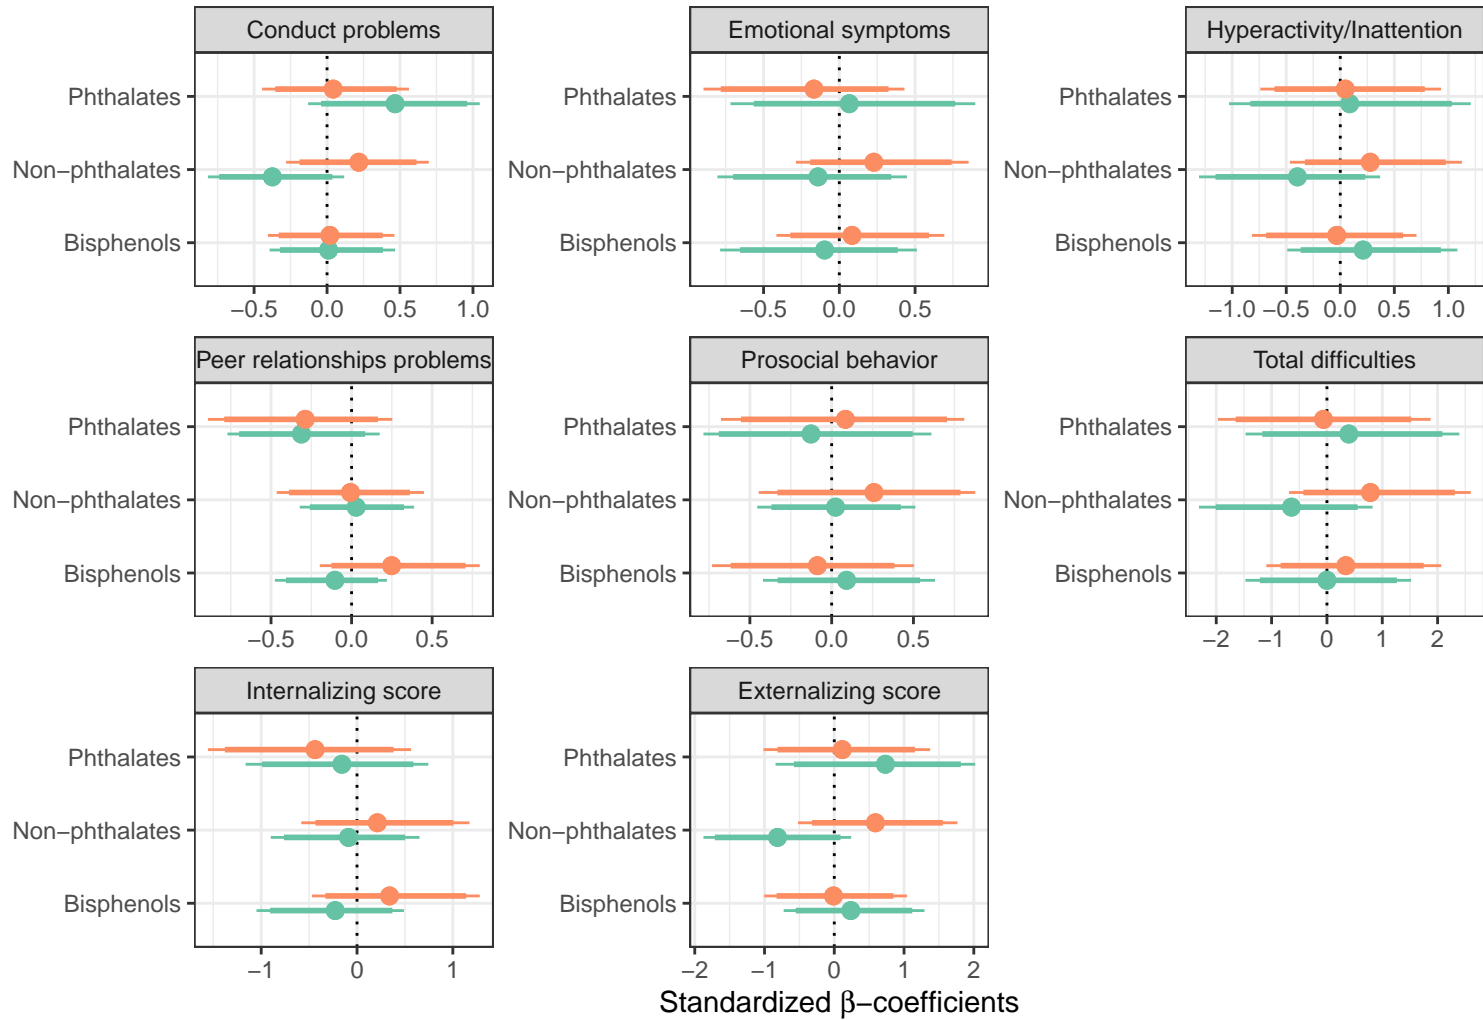 Conduct problems
Emotional symptoms
Hyperactivity/Inattention
Phthalates
Non−phthalates
Bisphenols
−0.5 0.0 0.5 1.0
Phthalates
Non−phthalates
Bisphenols
−0.5 0.0 0.5
Phthalates
Non−phthalates
Bisphenols
−1.0 −0.5 0.0 0.5 1.0
Peer relationships problems
Prosocial behavior
Total difficulties
Phthalates
Non−phthalates
Bisphenols
−0.5 0.0 0.5
Phthalates
Non−phthalates
Bisphenols
−0.5 0.0 0.5
Phthalates
Non−phthalates
Bisphenols
−2 −1 0 1 2
Internalizing score
Externalizing score
Phthalates
Non−phthalates
Bisphenols
−1 0 1
Phthalates
Non−phthalates
Bisphenols
−2 −1 0 1 2
Standardized β−coefficients